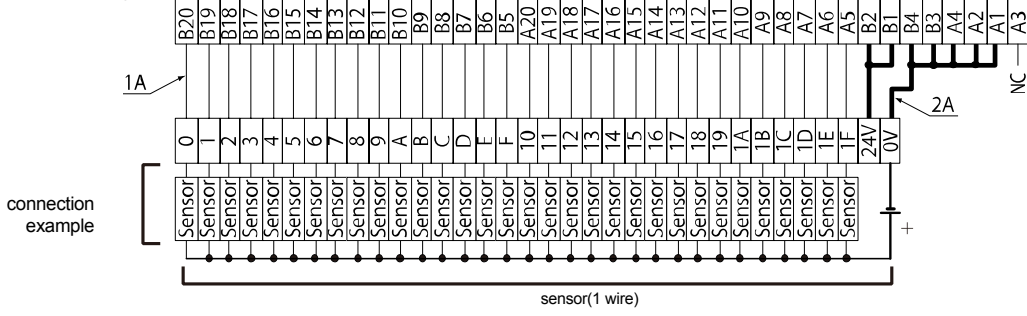 B20 B19 B18 B17 B16 B15 B14 B13 B12 B11 B10 B9 B8 B7 B6 B5 A20 A19 A18 A17 A16 A15 A14 A13 A12 A11 A10 A9 A8 A7 A6 A5 B2 B1 B4 B3 A4 A2 A1 A3
1A
NC
2A
0 1 2 3 4 5 6 7 8 9 A B C D E F 10 11 12 13 14 15 16 17 18 19 1A 1B 1C 1D 1E 1F 24V 0V
connection
example
Sensor Sensor Sensor Sensor Sensor Sensor Sensor Sensor Sensor Sensor Sensor Sensor Sensor Sensor Sensor Sensor Sensor Sensor Sensor Sensor Sensor Sensor Sensor Sensor Sensor Sensor Sensor Sensor Sensor Sensor Sensor Sensor
+
sensor(1 wire)